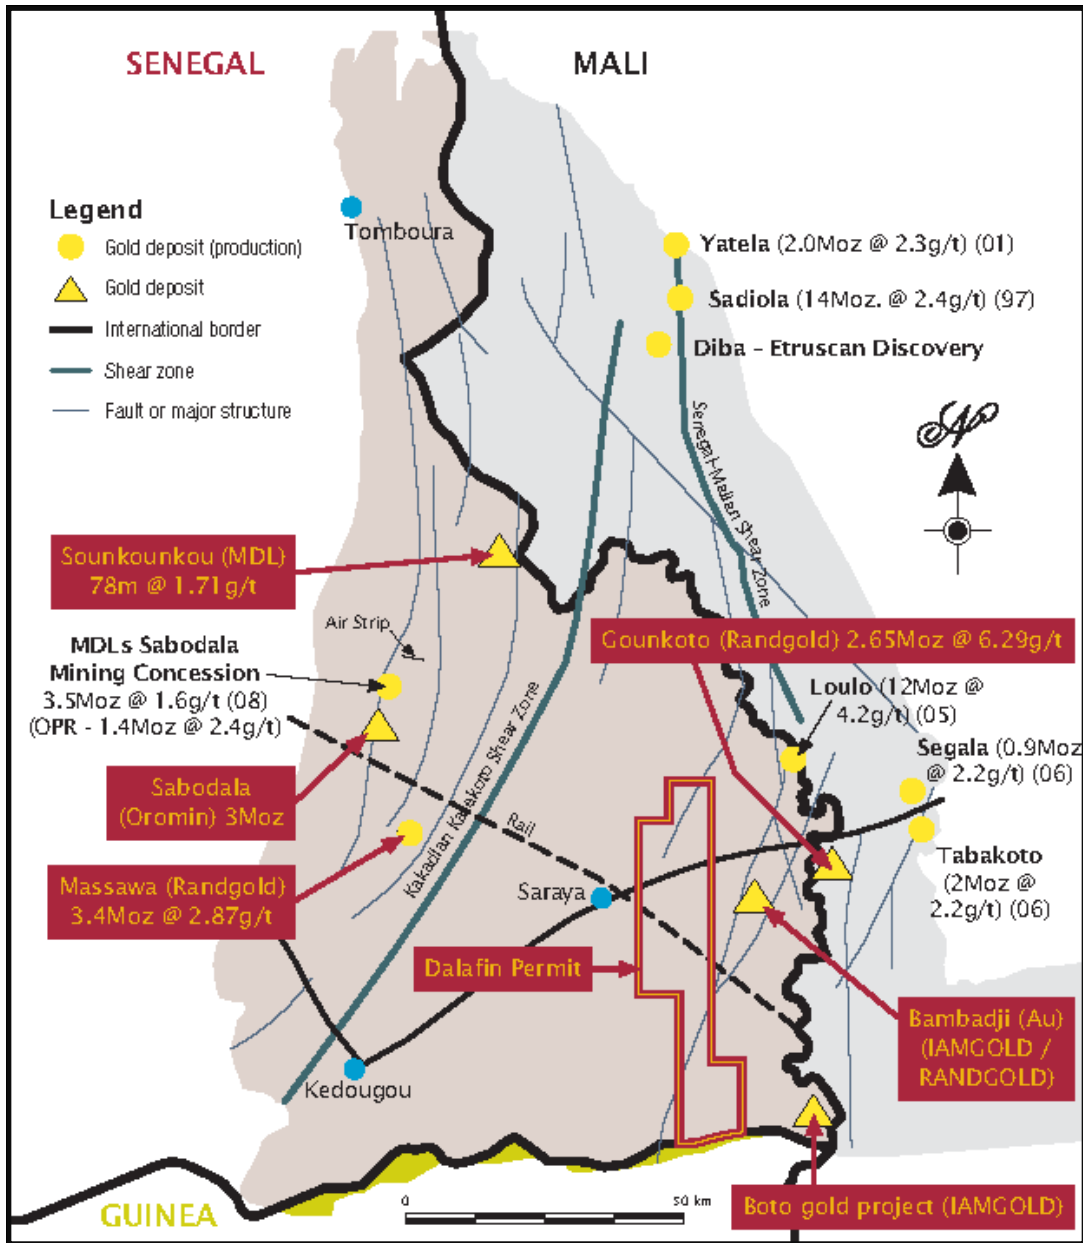 SENEGAL
MALI
Legend
Gold deposit (production)
Gold deposit
International border
Shear zone
Fault or major structure
Tomboura
Yatela (2.0Moz @ 2.3g/t) (01)
Sadiola (14Moz. @ 2.4g/t) (97)
Diba - Etruscan Discovery
Senegal-Malian Shear Zone
N
Sounkounkou (MDL)
78m @ 1.71g/t
Air Strip
MDLs Sabodala
Mining Concession
3.5Moz @ 1.6g/t (08)
(OPR - 1.4Moz @ 2.4g/t)
Gounkoto (Randgold) 2.65Moz @ 6.29g/t
Loulo (12Moz @
4.2g/t) (05)
Segala (0.9Moz
@ 2.2g/t) (06)
Sabodala
(Oromin) 3Moz
Kakadian Kalakoto Shear Zone
Rail
Massawa (Randgold)
3.4Moz @ 2.87g/t
Saraya
Tabakoto
(2Moz @
2.2g/t) (06)
Dalafin Permit
Bambadji (Au)
(IAMGOLD /
RANDGOLD)
Kedougou
GUINEA
0
50 km
Boto gold project (IAMGOLD)